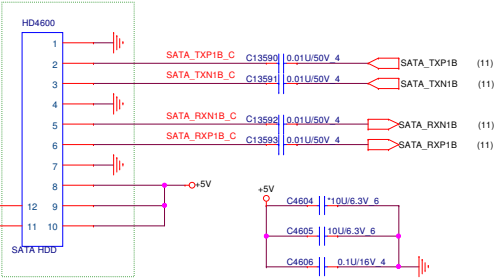 HD4600
1
2 SATA_TXP1B_C C13590 0.01U/50V_4 SATA_TXP1B (11)
3 SATA_TXN1B_C C13591 0.01U/50V_4 SATA_TXN1B (11)
4
5 SATA_RXN1B_C C13592 0.01U/50V_4 SATA_RXN1B (11)
6 SATA_RXP1B_C C13593 0.01U/50V_4 SATA_RXP1B (11)
7
8 +5V
12 9
11 10
SATA HDD
+5V
C4604 *10U/6.3V_6
C4605 10U/6.3V_6
C4606 0.1U/16V_4